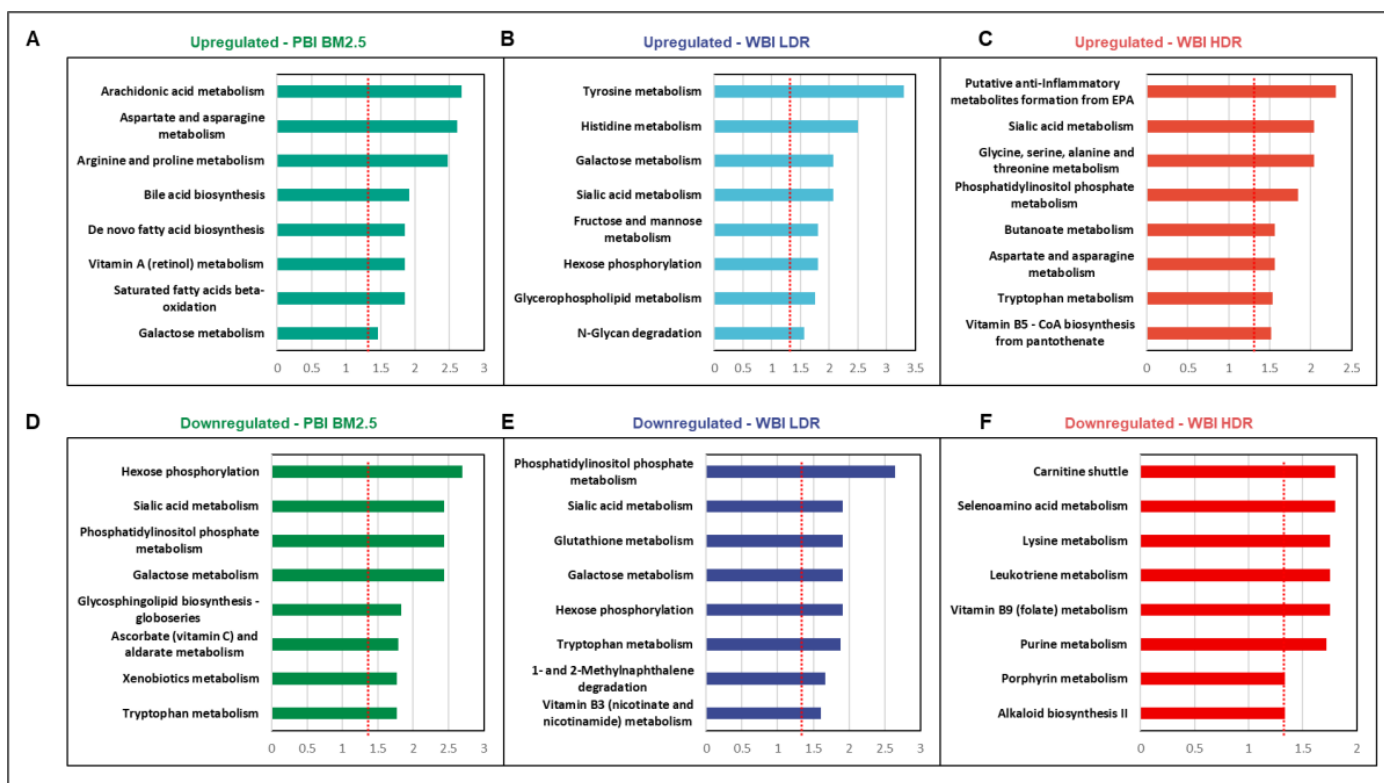 A
Upregulated - PBI BM2.5
Arachidonic acid metabolism
Aspartate and asparagine
metabolism
Arginine and proline metabolism
Bile acid biosynthesis
De novo fatty acid biosynthesis
Vitamin A (retinol) metabolism
Saturated fatty acids beta-
oxidation
Galactose metabolism
0 0.5 1 1.5 2 2.5 3
B
Upregulated - WBI LDR
Tyrosine metabolism
Histidine metabolism
Galactose metabolism
Sialic acid metabolism
Fructose and mannose
metabolism
Hexose phosphorylation
Glycerophospholipid metabolism
N-Glycan degradation
0 0.5 1 1.5 2 2.5 3 3.5
C
Upregulated - WBI HDR
Putative anti-Inflammatory
metabolites formation from EPA
Sialic acid metabolism
Glycine, serine, alanine and
threonine metabolism
Phosphatidylinositol phosphate
metabolism
Butanoate metabolism
Aspartate and asparagine
metabolism
Tryptophan metabolism
Vitamin B5 - CoA biosynthesis
from pantothenate
0 0.5 1 1.5 2 2.5
D
Downregulated - PBI BM2.5
Hexose phosphorylation
Sialic acid metabolism
Phosphatidylinositol phosphate
metabolism
Galactose metabolism
Glycosphingolipid biosynthesis -
globoseries
Ascorbate (vitamin C) and
aldarate metabolism
Xenobiotics metabolism
Tryptophan metabolism
0 0.5 1 1.5 2 2.5 3
E
Downregulated - WBI LDR
Phosphatidylinositol phosphate
metabolism
Sialic acid metabolism
Glutathione metabolism
Galactose metabolism
Hexose phosphorylation
Tryptophan metabolism
1- and 2-Methylnaphthalene
degradation
Vitamin B3 (nicotinate and
nicotinamide) metabolism
0 0.5 1 1.5 2 2.5 3
F
Downregulated - WBI HDR
Carnitine shuttle
Selenoamino acid metabolism
Lysine metabolism
Leukotriene metabolism
Vitamin B9 (folate) metabolism
Purine metabolism
Porphyrin metabolism
Alkaloid biosynthesis II
0 0.5 1 1.5 2